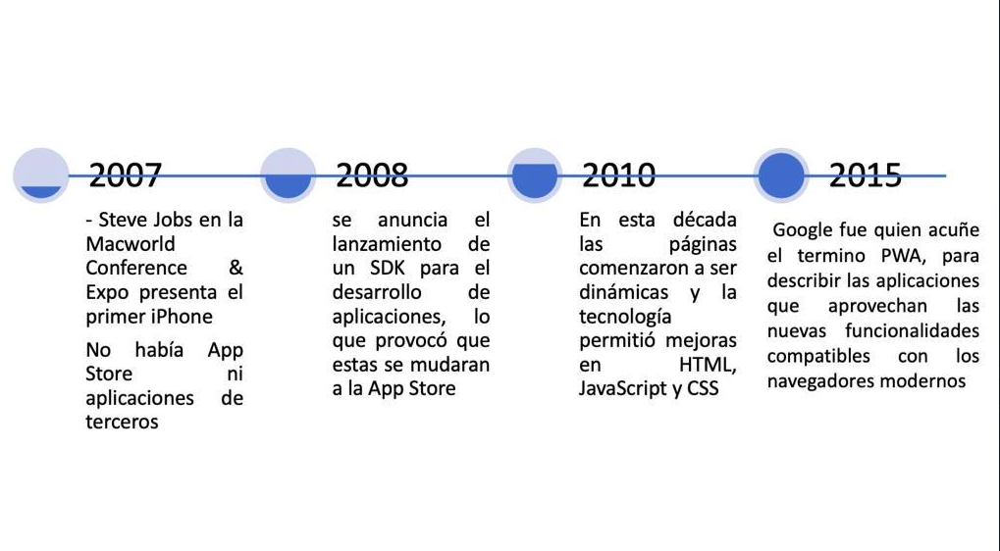 2007
- Steve Jobs en la
Macworld
Conference &
Expo presenta el
primer iPhone
No había App
Store ni
aplicaciones de
terceros
2008
se anuncia el
lanzamiento de
un SDK para el
desarrollo de
aplicaciones, lo
que provocó que
estas se mudaran
a la App Store
2010
En esta década
las páginas
comenzaron a ser
dinámicas y la
tecnología
permitió mejoras
en HTML,
JavaScript y CSS
2015
Google fue quien acuñe
el termino PWA, para
describir las aplicaciones
que aprovechan las
nuevas funcionalidades
compatibles con los
navegadores modernos